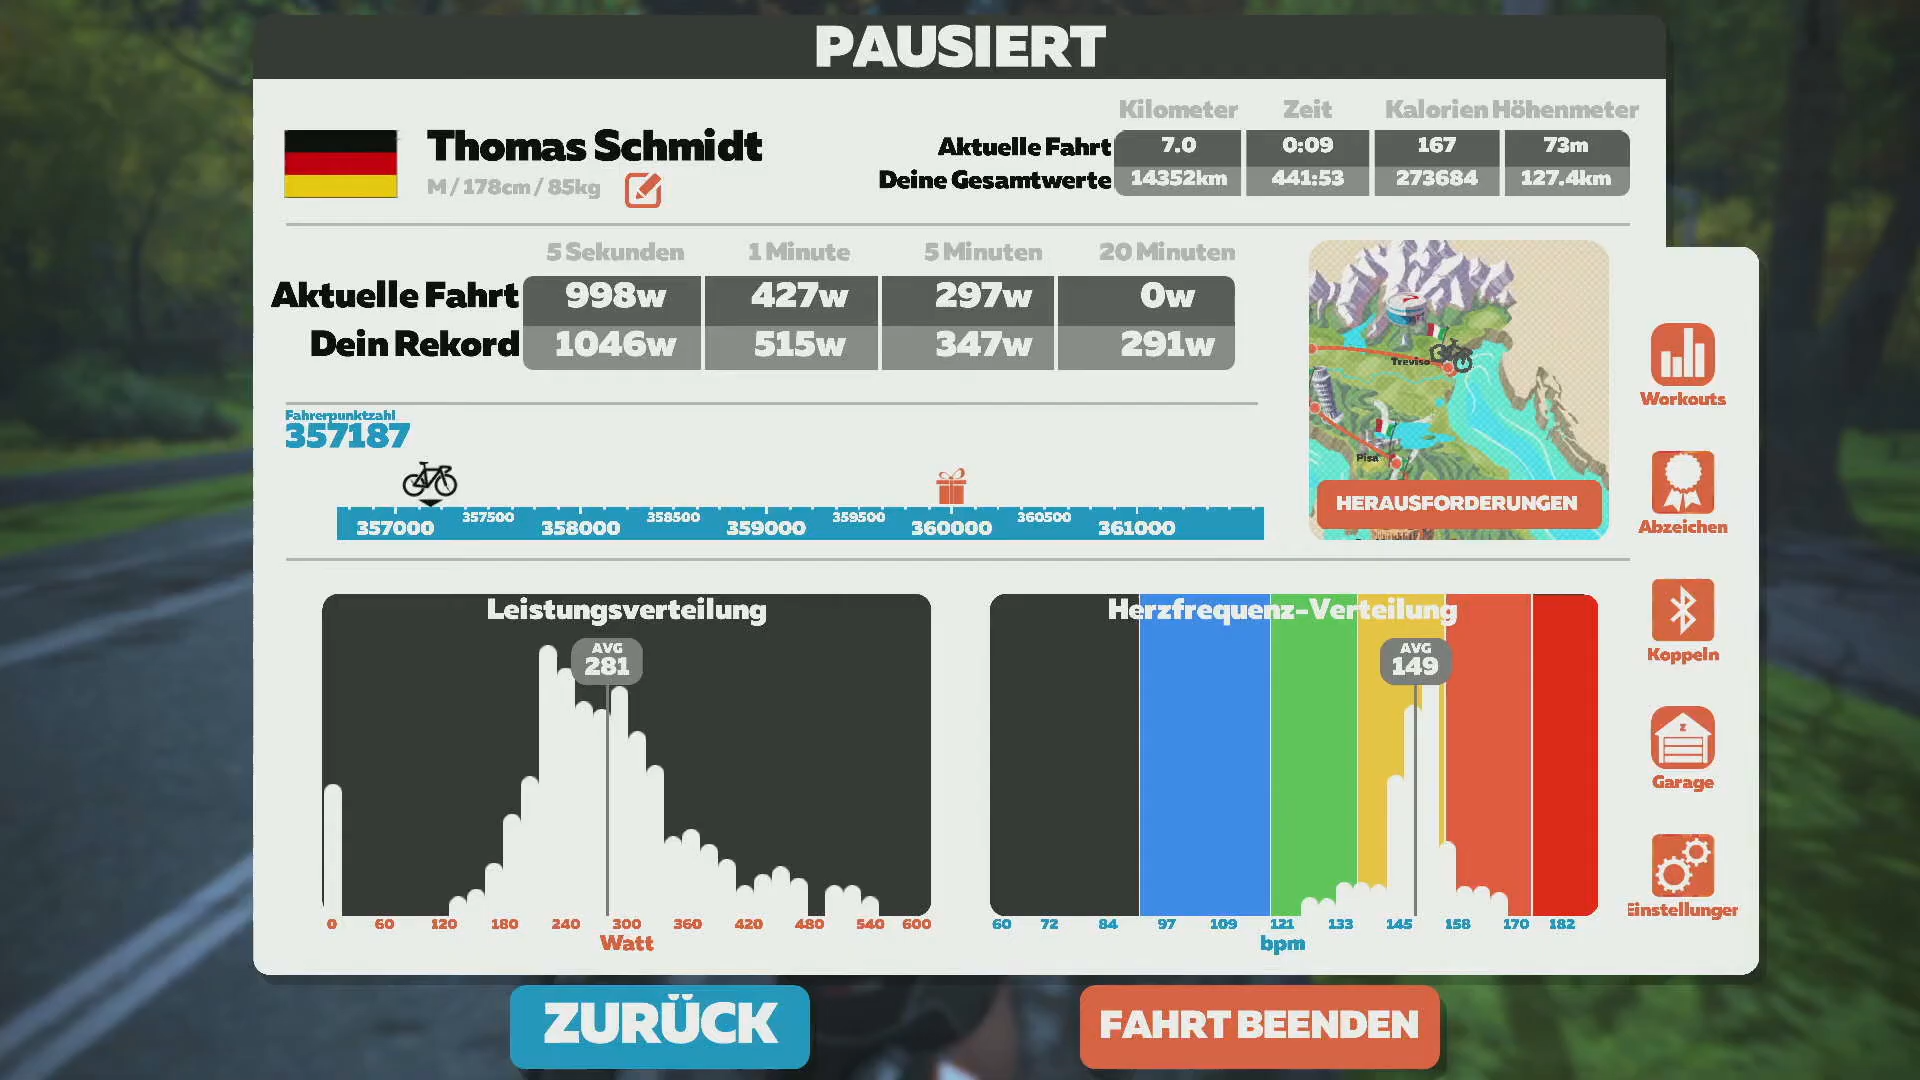 PAUSIERT
Kilometer Zeit Kalorien Höhenmeter
Thomas Schmidt
M / 178cm / 85kg
Aktuelle Fahrt 7.0 0:09 167 73m
Deine Gesamtwerte 14352km 441:53 273684 127.4km
5 Sekunden 1 Minute 5 Minuten 20 Minuten
Aktuelle Fahrt 998w 427w 297w 0w
Dein Rekord 1046w 515w 347w 291w
Treviso
Pisa
HERAUSFORDERUNGEN
Fahrerpunktzahl
357187
357000 357500 358000 358500 359000 359500 360000 360500 361000
Workouts
Abzeichen
Koppeln
Garage
Einstellungen
Leistungsverteilung
AVG
281
0 60 120 180 240 300 360 420 480 540 600
Watt
Herzfrequenz-Verteilung
AVG
149
60 72 84 97 109 121 133 145 158 170 182
bpm
ZURÜCK
FAHRT BEENDEN